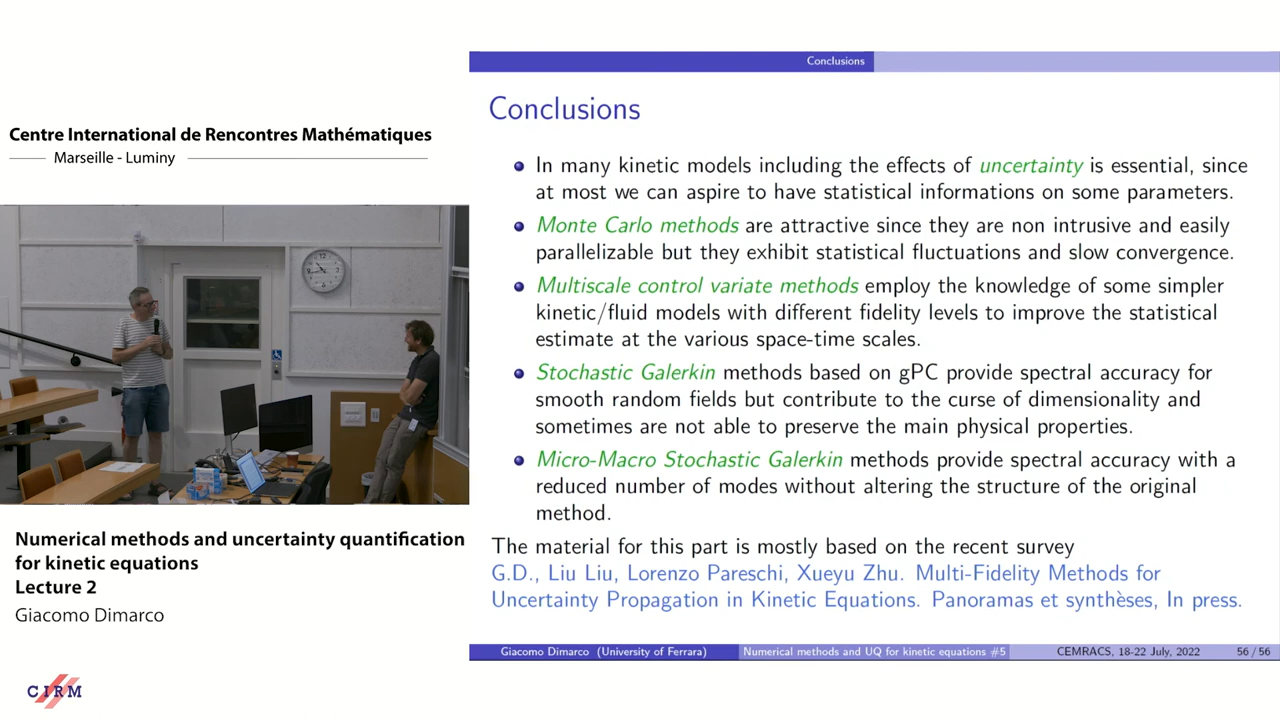 Centre International de Rencontres Mathématiques
Marseille - Luminy
Numerical methods and uncertainty quantification
for kinetic equations
Lecture 2
Giacomo Dimarco
CIRM
Conclusions
Conclusions
In many kinetic models including the effects of uncertainty is essential, since
at most we can aspire to have statistical informations on some parameters.
Monte Carlo methods are attractive since they are non intrusive and easily
parallelizable but they exhibit statistical fluctuations and slow convergence.
Multiscale control variate methods employ the knowledge of some simpler
kinetic/fluid models with different fidelity levels to improve the statistical
estimate at the various space-time scales.
Stochastic Galerkin methods based on gPC provide spectral accuracy for
smooth random fields but contribute to the curse of dimensionality and
sometimes are not able to preserve the main physical properties.
Micro-Macro Stochastic Galerkin methods provide spectral accuracy with a
reduced number of modes without altering the structure of the original
method.
The material for this part is mostly based on the recent survey
G.D., Liu Liu, Lorenzo Pareschi, Xueyu Zhu. Multi-Fidelity Methods for
Uncertainty Propagation in Kinetic Equations. Panoramas et synthèses, In press.
Giacomo Dimarco (University of Ferrara) Numerical methods and UQ for kinetic equations #5 CEMRACS, 18-22 July, 2022 56 / 56